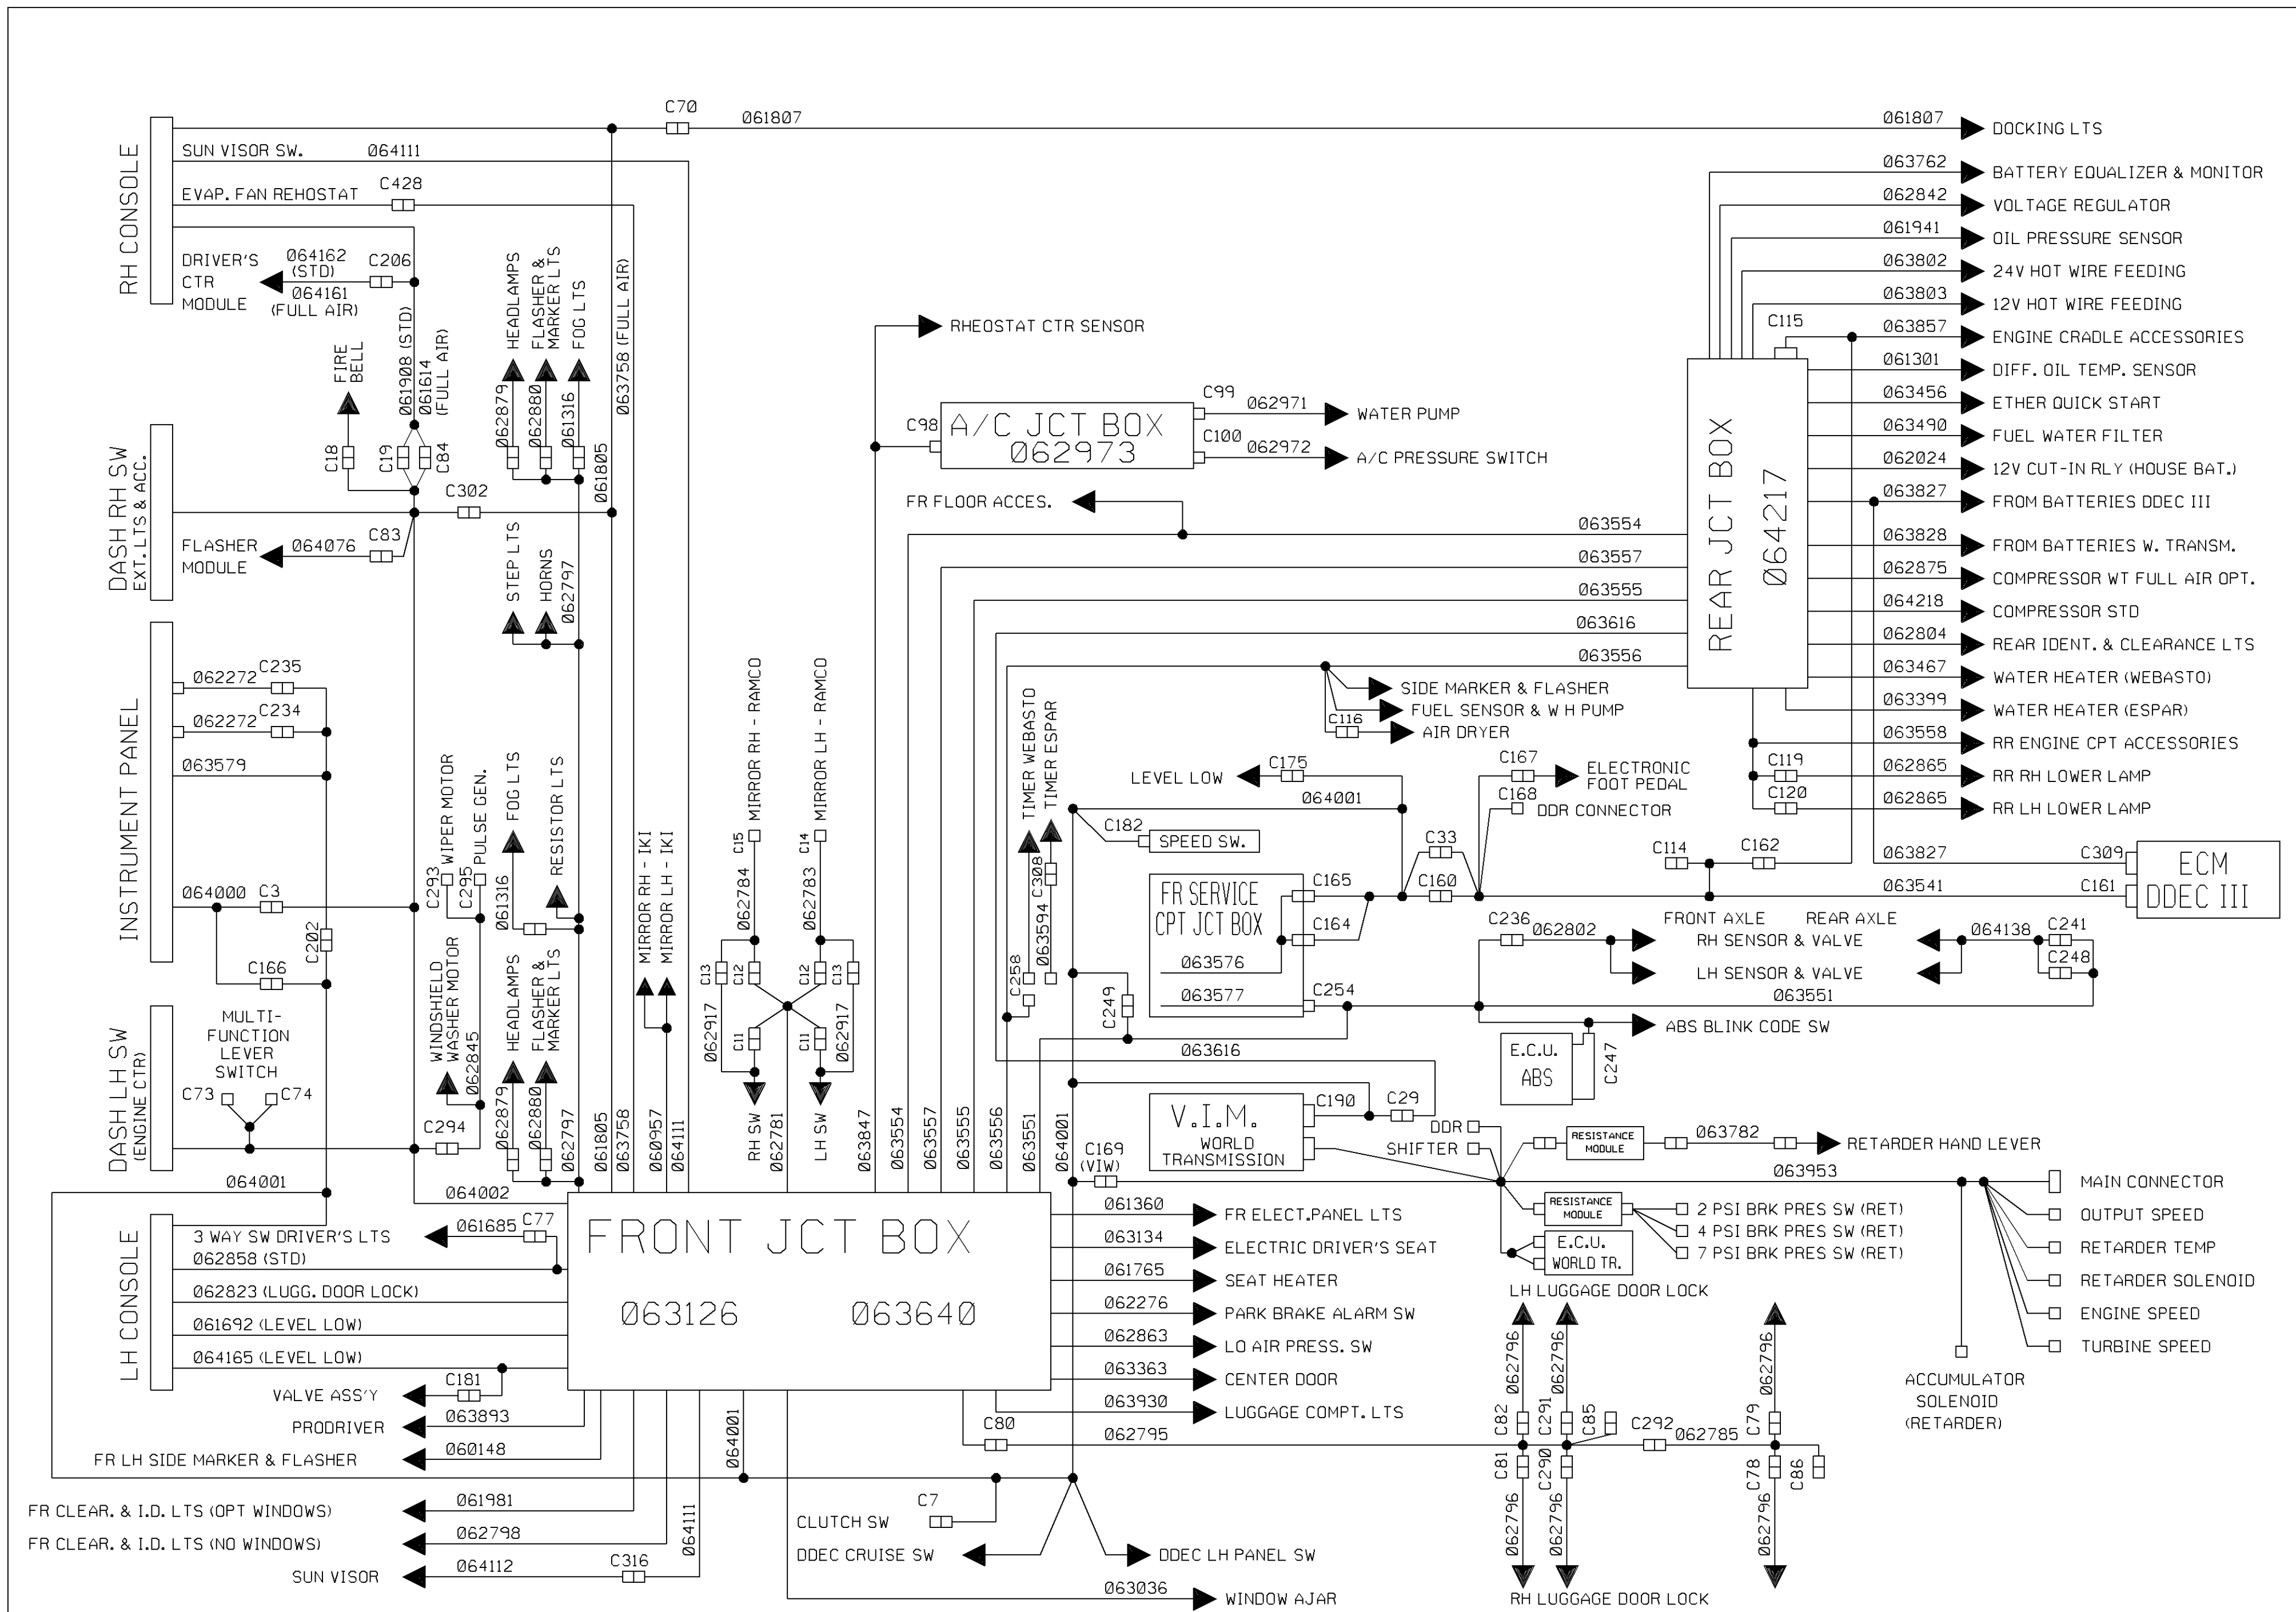 C70
061807
061807
DOCKING LTS
RH CONSOLE
SUN VISOR SW.
064111
EVAP. FAN REHOSTAT
C428
DRIVER'S
CTR
MODULE
064162
(STD)
064161
(FULL AIR)
C206
061908 (STD)
061614
(FULL AIR)
FIRE
BELL
C18
C19
C84
HEADLAMPS
FLASHER &
MARKER LTS
FOG LTS
062879
062880
061316
061805
063758 (FULL AIR)
DASH RH SW
EXT. LTS & ACC.
C302
FLASHER
MODULE
064076
C83
STEP LTS
HORNS
062797
RHEOSTAT CTR SENSOR
C98
A/C JCT BOX
062973
C99
062971
WATER PUMP
C100
062972
A/C PRESSURE SWITCH
FR FLOOR ACCES.
063554
063557
063555
063616
063556
REAR JCT BOX
064217
C115
063762
BATTERY EQUALIZER & MONITOR
062842
VOLTAGE REGULATOR
061941
OIL PRESSURE SENSOR
063802
24V HOT WIRE FEEDING
063803
12V HOT WIRE FEEDING
063857
ENGINE CRADLE ACCESSORIES
061301
DIFF. OIL TEMP. SENSOR
063456
ETHER QUICK START
063490
FUEL WATER FILTER
062024
12V CUT-IN RLY (HOUSE BAT.)
063827
FROM BATTERIES DDEC III
063828
FROM BATTERIES W. TRANSM.
062875
COMPRESSOR WT FULL AIR OPT.
064218
COMPRESSOR STD
062804
REAR IDENT. & CLEARANCE LTS
063467
WATER HEATER (WEBASTO)
063399
WATER HEATER (ESPAR)
063558
RR ENGINE CPT ACCESSORIES
C119
062865
RR RH LOWER LAMP
C120
062865
RR LH LOWER LAMP
SIDE MARKER & FLASHER
FUEL SENSOR & W H PUMP
C116
AIR DRYER
INSTRUMENT PANEL
062272
C235
062272
C234
063579
064000
C3
C202
C166
C293
WIPER MOTOR
C295
PULSE GEN.
FOG LTS
061316
RESISTOR LTS
MIRROR RH - IKI
MIRROR LH - IKI
MIRROR RH - RAMCO
C15
062784
MIRROR LH - RAMCO
C14
062783
C13
C12
C12
C13
062917
C11
C11
062917
RH SW
062781
LH SW
TIMER WEBASTO
TIMER ESPAR
C308
063594
C258
LEVEL LOW
C175
064001
C182
SPEED SW.
C167
ELECTRONIC
FOOT PEDAL
C168
DDR CONNECTOR
C33
C160
FR SERVICE
CPT JCT BOX
C165
C164
063576
063577
C254
C249
C114
C162
063827
C309
063541
C161
ECM
DDEC III
C236
062802
FRONT AXLE
REAR AXLE
RH SENSOR & VALVE
LH SENSOR & VALVE
064138
C241
C248
063551
ABS BLINK CODE SW
E.C.U.
ABS
C247
DASH LH SW
(ENGINE CTR)
MULTI-
FUNCTION
LEVER
SWITCH
C73
C74
WINDSHIELD
WASHER MOTOR
062845
C294
HEADLAMPS
FLASHER &
MARKER LTS
062879
062880
062797
061805
063758
060957
064111
063847
063554
063557
063555
063556
063551
064001
063616
V.I.M.
WORLD
TRANSMISSION
C190
C29
C169
(VIW)
DDR
SHIFTER
RESISTANCE
MODULE
063782
RETARDER HAND LEVER
063953
MAIN CONNECTOR
OUTPUT SPEED
RETARDER TEMP
RETARDER SOLENOID
ENGINE SPEED
TURBINE SPEED
RESISTANCE
MODULE
2 PSI BRK PRES SW (RET)
4 PSI BRK PRES SW (RET)
7 PSI BRK PRES SW (RET)
E.C.U.
WORLD TR.
ACCUMULATOR
SOLENOID
(RETARDER)
064001
064002
LH CONSOLE
3 WAY SW DRIVER'S LTS
061685
C77
062858 (STD)
062823 (LUGG. DOOR LOCK)
061692 (LEVEL LOW)
064165 (LEVEL LOW)
FRONT JCT BOX
063126
063640
061360
FR ELECT.PANEL LTS
063134
ELECTRIC DRIVER'S SEAT
061765
SEAT HEATER
062276
PARK BRAKE ALARM SW
062863
LO AIR PRESS. SW
063363
CENTER DOOR
063930
LUGGAGE COMPT. LTS
C80
062795
VALVE ASS'Y
C181
PRODRIVER
063893
FR LH SIDE MARKER & FLASHER
060148
064001
FR CLEAR. & I.D. LTS (OPT WINDOWS)
061981
FR CLEAR. & I.D. LTS (NO WINDOWS)
062798
SUN VISOR
064112
C316
064111
C7
CLUTCH SW
DDEC CRUISE SW
DDEC LH PANEL SW
063036
WINDOW AJAR
LH LUGGAGE DOOR LOCK
062796
062796
062796
C82
C291
C85
C292
062785
C79
C81
C290
C78
C86
062796
062796
062796
RH LUGGAGE DOOR LOCK